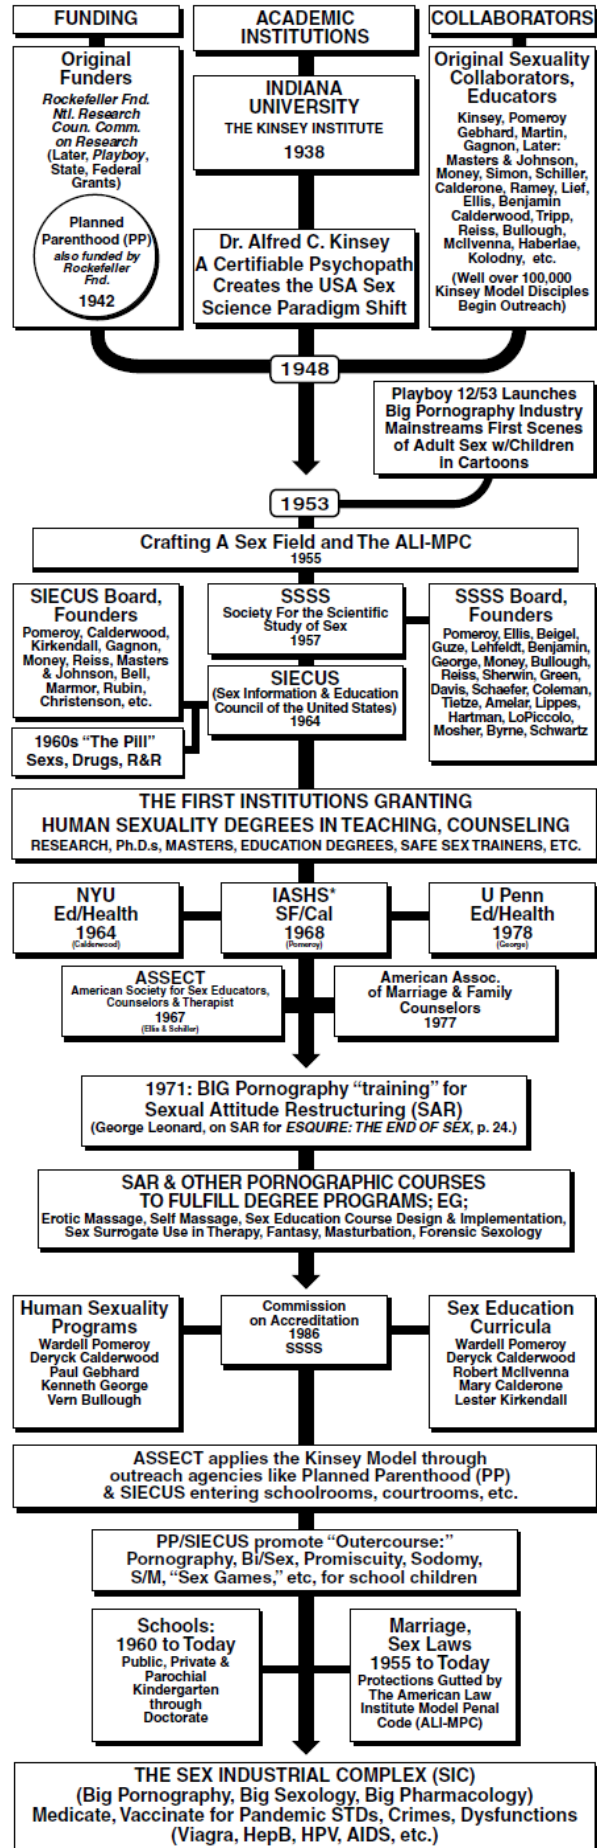 FUNDING
ACADEMIC
INSTITUTIONS
COLLABORATORS
Original
Funders
Rockefeller Fnd.
Ntl. Research
Coun. Comm.
on Research
(Later, Playboy,
State, Federal
Grants)
Planned
Parenthood (PP)
also funded by
Rockefeller
Fnd.
1942
INDIANA
UNIVERSITY
THE KINSEY INSTITUTE
1938
Dr. Alfred C. Kinsey
A Certifiable Psychopath
Creates the USA Sex
Science Paradigm Shift
Original Sexuality
Collaborators,
Educators
Kinsey, Pomeroy
Gebhard, Martin,
Gagnon, Later:
Masters & Johnson,
Money, Simon, Schiller,
Calderone, Ramey, Lief,
Ellis, Benjamin
Calderwood, Tripp,
Reiss, Bullough,
McIlvenna, Haberlae,
Kolodny, etc.
(Well over 100,000
Kinsey Model Disciples
Begin Outreach)
1948
Playboy 12/53 Launches
Big Pornography Industry
Mainstreams First Scenes
of Adult Sex w/Children
in Cartoons
1953
Crafting A Sex Field and The ALI-MPC
1955
SIECUS Board,
Founders
Pomeroy, Calderwood,
Kirkendall, Gagnon,
Money, Reiss, Masters
& Johnson, Bell,
Marmor, Rubin,
Christenson, etc.
1960s “The Pill”
Sexs, Drugs, R&R
SSSS
Society For the Scientific
Study of Sex
1957
SIECUS
(Sex Information & Education
Council of the United States)
1964
SSSS Board,
Founders
Pomeroy, Ellis, Beigel,
Guze, Lehfeldt, Benjamin,
George, Money, Bullough,
Reiss, Sherwin, Green,
Davis, Schaefer, Coleman,
Tietze, Amelar, Lippes,
Hartman, LoPiccolo,
Mosher, Byrne, Schwartz
THE FIRST INSTITUTIONS GRANTING
HUMAN SEXUALITY DEGREES IN TEACHING, COUNSELING
RESEARCH, Ph.D.s, MASTERS, EDUCATION DEGREES, SAFE SEX TRAINERS, ETC.
NYU
Ed/Health
1964
(Calderwood)
IASHS*
SF/Cal
1968
(Pomeroy)
U Penn
Ed/Health
1978
(George)
ASSECT
American Society for Sex Educators,
Counselors & Therapist
1967
(Ellis & Schiller)
American Assoc.
of Marriage & Family
Counselors
1977
1971: BIG Pornography “training” for
Sexual Attitude Restructuring (SAR)
(George Leonard, on SAR for ESQUIRE: THE END OF SEX, p. 24.)
SAR & OTHER PORNOGRAPHIC COURSES
TO FULFILL DEGREE PROGRAMS; EG;
Erotic Massage, Self Massage, Sex Education Course Design & Implementation,
Sex Surrogate Use in Therapy, Fantasy, Masturbation, Forensic Sexology
Human Sexuality
Programs
Wardell Pomeroy
Deryck Calderwood
Paul Gebhard
Kenneth George
Vern Bullough
Commission
on Accreditation
1986
SSSS
Sex Education
Curricula
Wardell Pomeroy
Deryck Calderwood
Robert McIlvenna
Mary Calderone
Lester Kirkendall
ASSECT applies the Kinsey Model through
outreach agencies like Planned Parenthood (PP)
& SIECUS entering schoolrooms, courtrooms, etc.
PP/SIECUS promote “Outercourse:”
Pornography, Bi/Sex, Promiscuity, Sodomy,
S/M, “Sex Games,” etc, for school children
Schools:
1960 to Today
Public, Private &
Parochial
Kindergarten
through
Doctorate
Marriage,
Sex Laws
1955 to Today
Protections Gutted by
The American Law
Institute Model Penal
Code (ALI-MPC)
THE SEX INDUSTRIAL COMPLEX (SIC)
(Big Pornography, Big Sexology, Big Pharmacology)
Medicate, Vaccinate for Pandemic STDs, Crimes, Dysfunctions
(Viagra, HepB, HPV, AIDS, etc.)